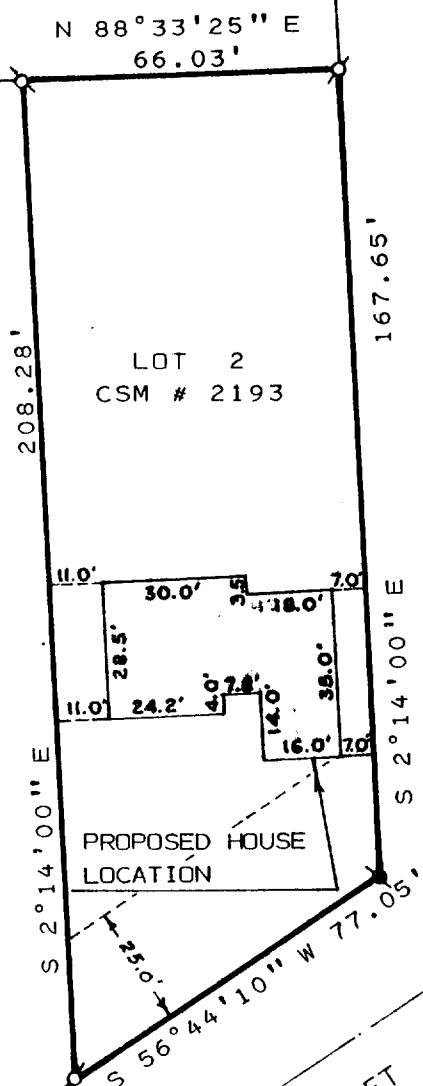 N 88°33'25" E
66.03'
208.28'
167.65'
LOT 2
CSM # 2193
11.0'
30.0'
3.5
18.0'
7.0'
28.5'
35.0'
11.0'
24.2'
4.0'
7.8'
14.0'
16.0'
7.0'
S 2°14'00" E
S 2°14'00" E
PROPOSED HOUSE
LOCATION
25.0'
S 56°44'10" W 77.05'
ET